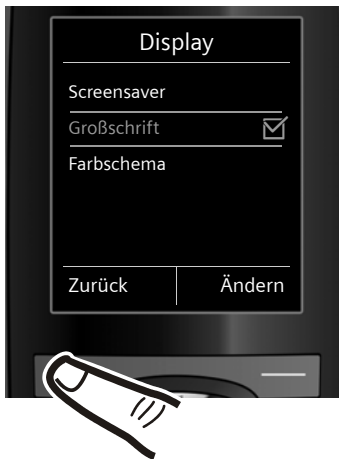 Display
Screensaver
Großschrift
Farbschema
Zurück Ändern